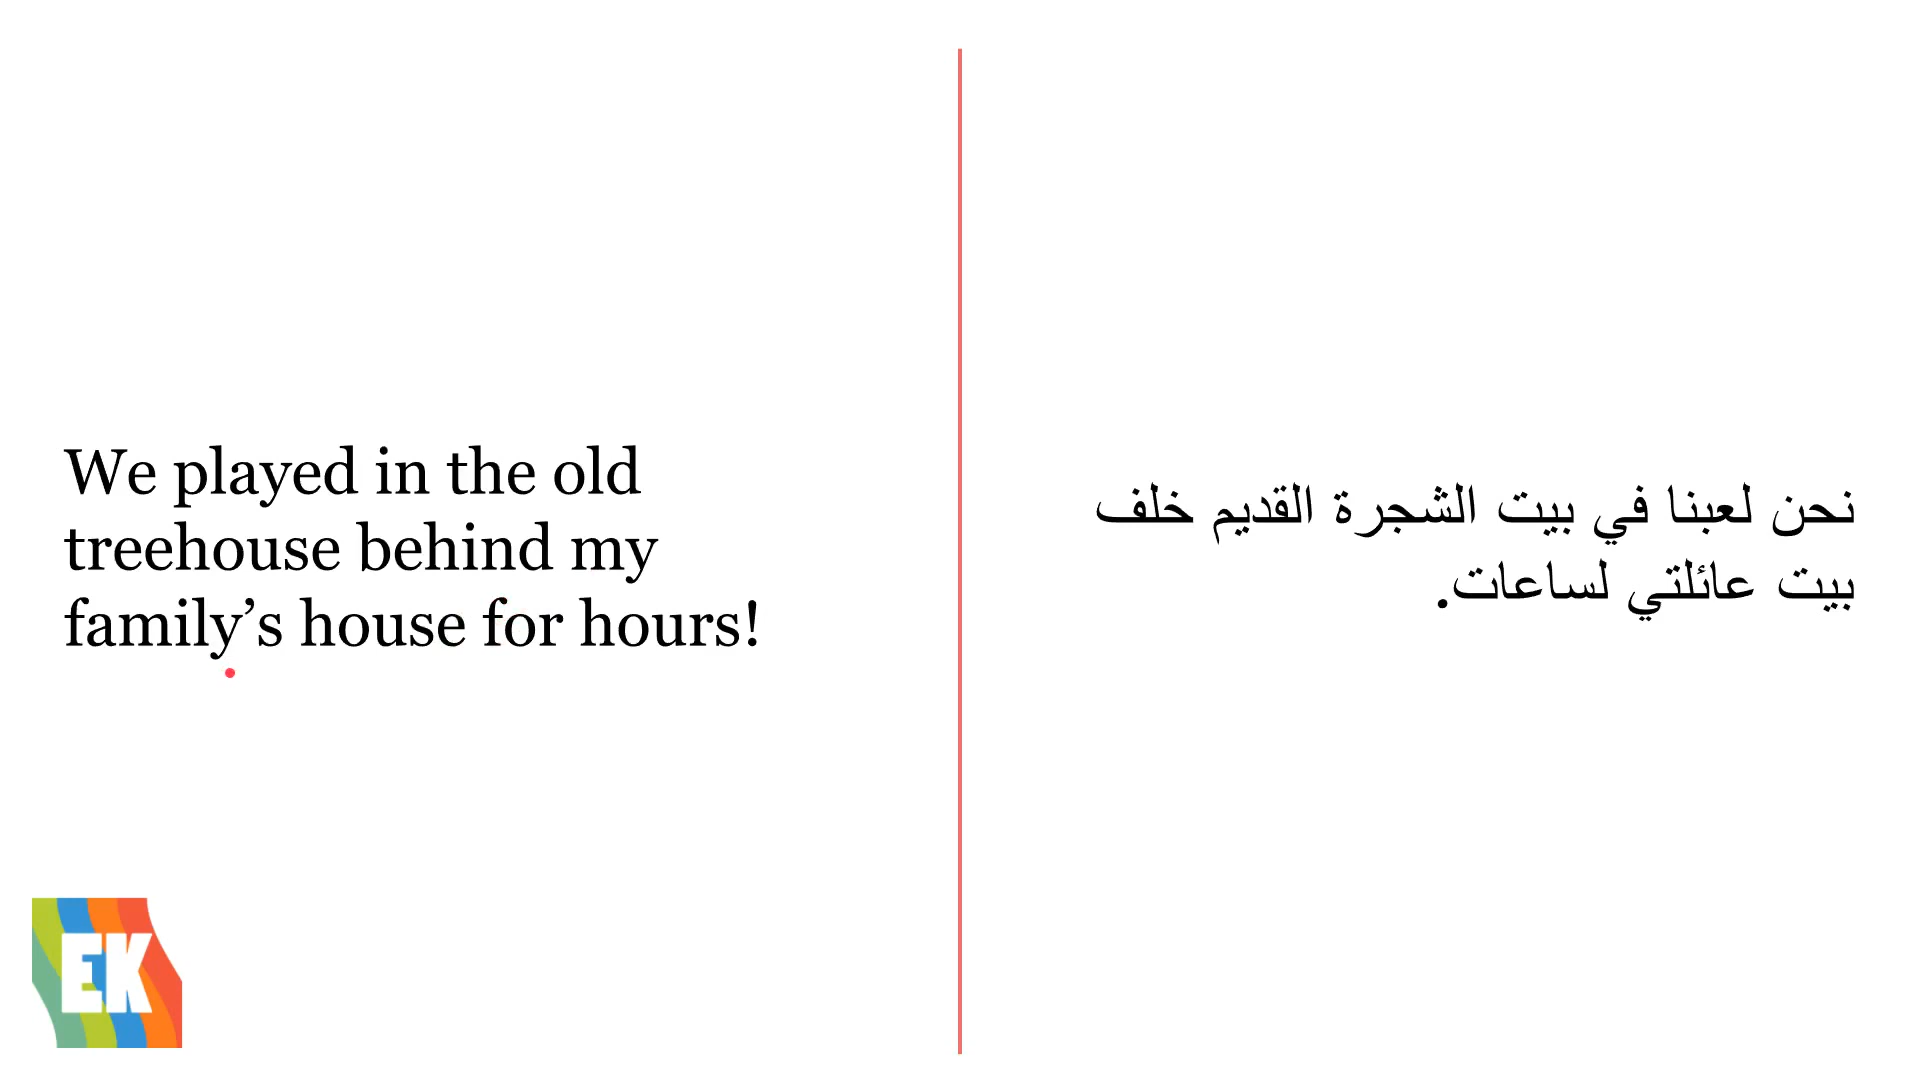 We played in the old
treehouse behind my
family’s house for hours!
نحن لعبنا في بيت الشجرة القديم خلف
بيت عائلتي لساعات.
EK